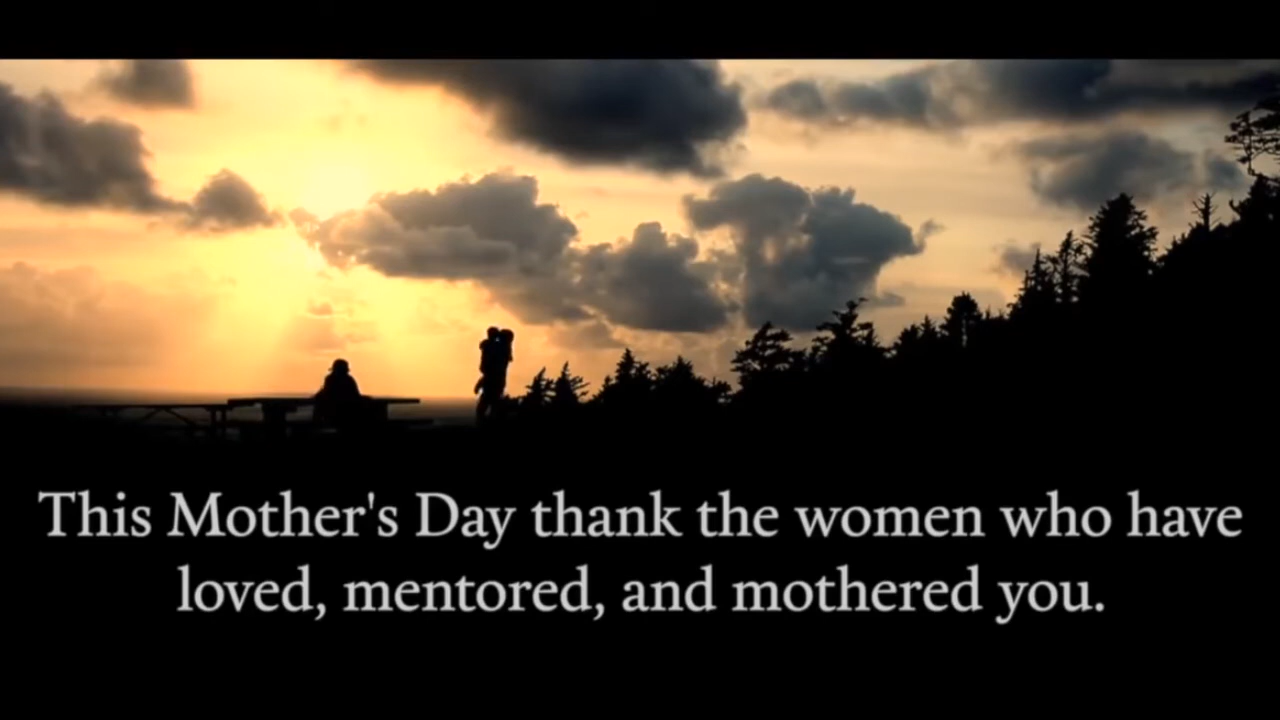 This Mother's Day thank the women who have
loved, mentored, and mothered you.